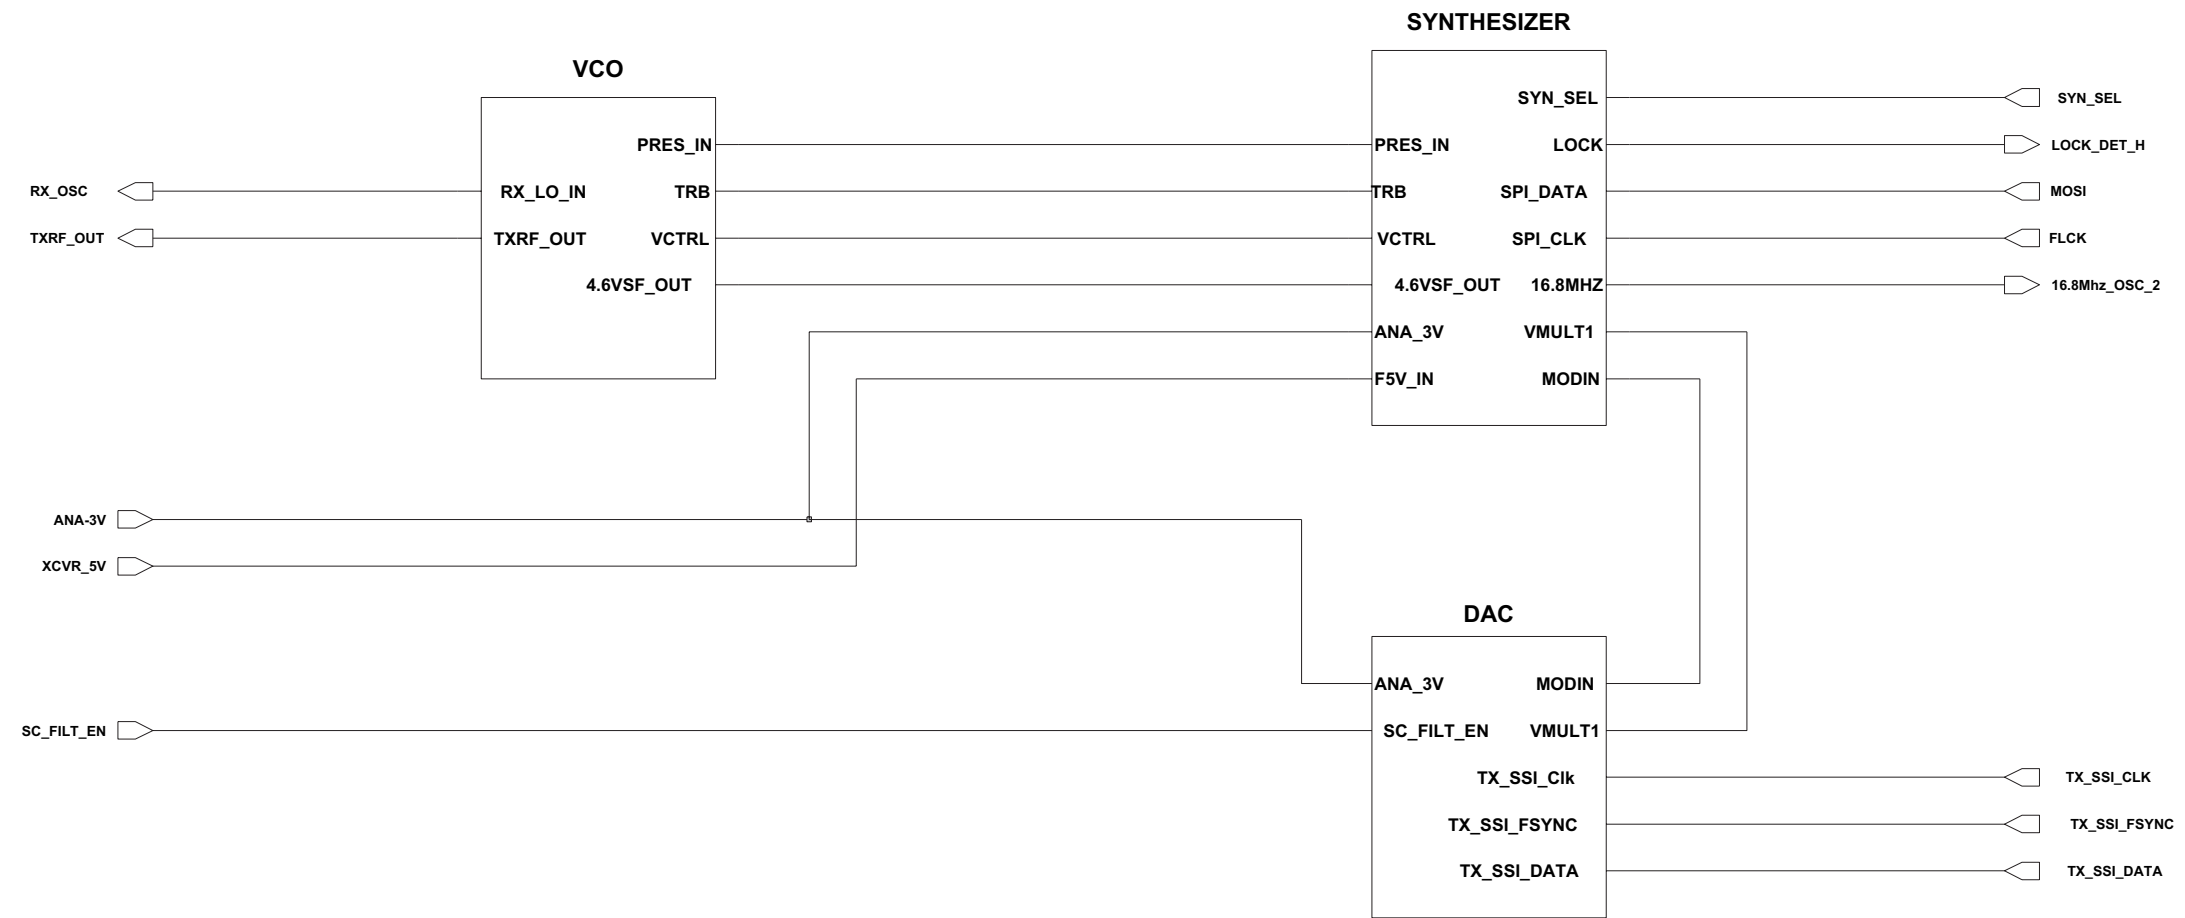 SYNTHESIZER
VCO
SYN_SEL
SYN_SEL
PRES_IN
PRES_IN
LOCK
LOCK_DET_H
RX_OSC
RX_LO_IN
TRB
TRB
SPI_DATA
MOSI
TXRF_OUT
TXRF_OUT
VCTRL
VCTRL
SPI_CLK
FLCK
4.6VSF_OUT
4.6VSF_OUT
16.8MHZ
16.8Mhz_OSC_2
ANA_3V
VMULT1
F5V_IN
MODIN
ANA-3V
XCVR_5V
DAC
ANA_3V
MODIN
SC_FILT_EN
SC_FILT_EN
VMULT1
TX_SSI_Clk
TX_SSI_CLK
TX_SSI_FSYNC
TX_SSI_FSYNC
TX_SSI_DATA
TX_SSI_DATA